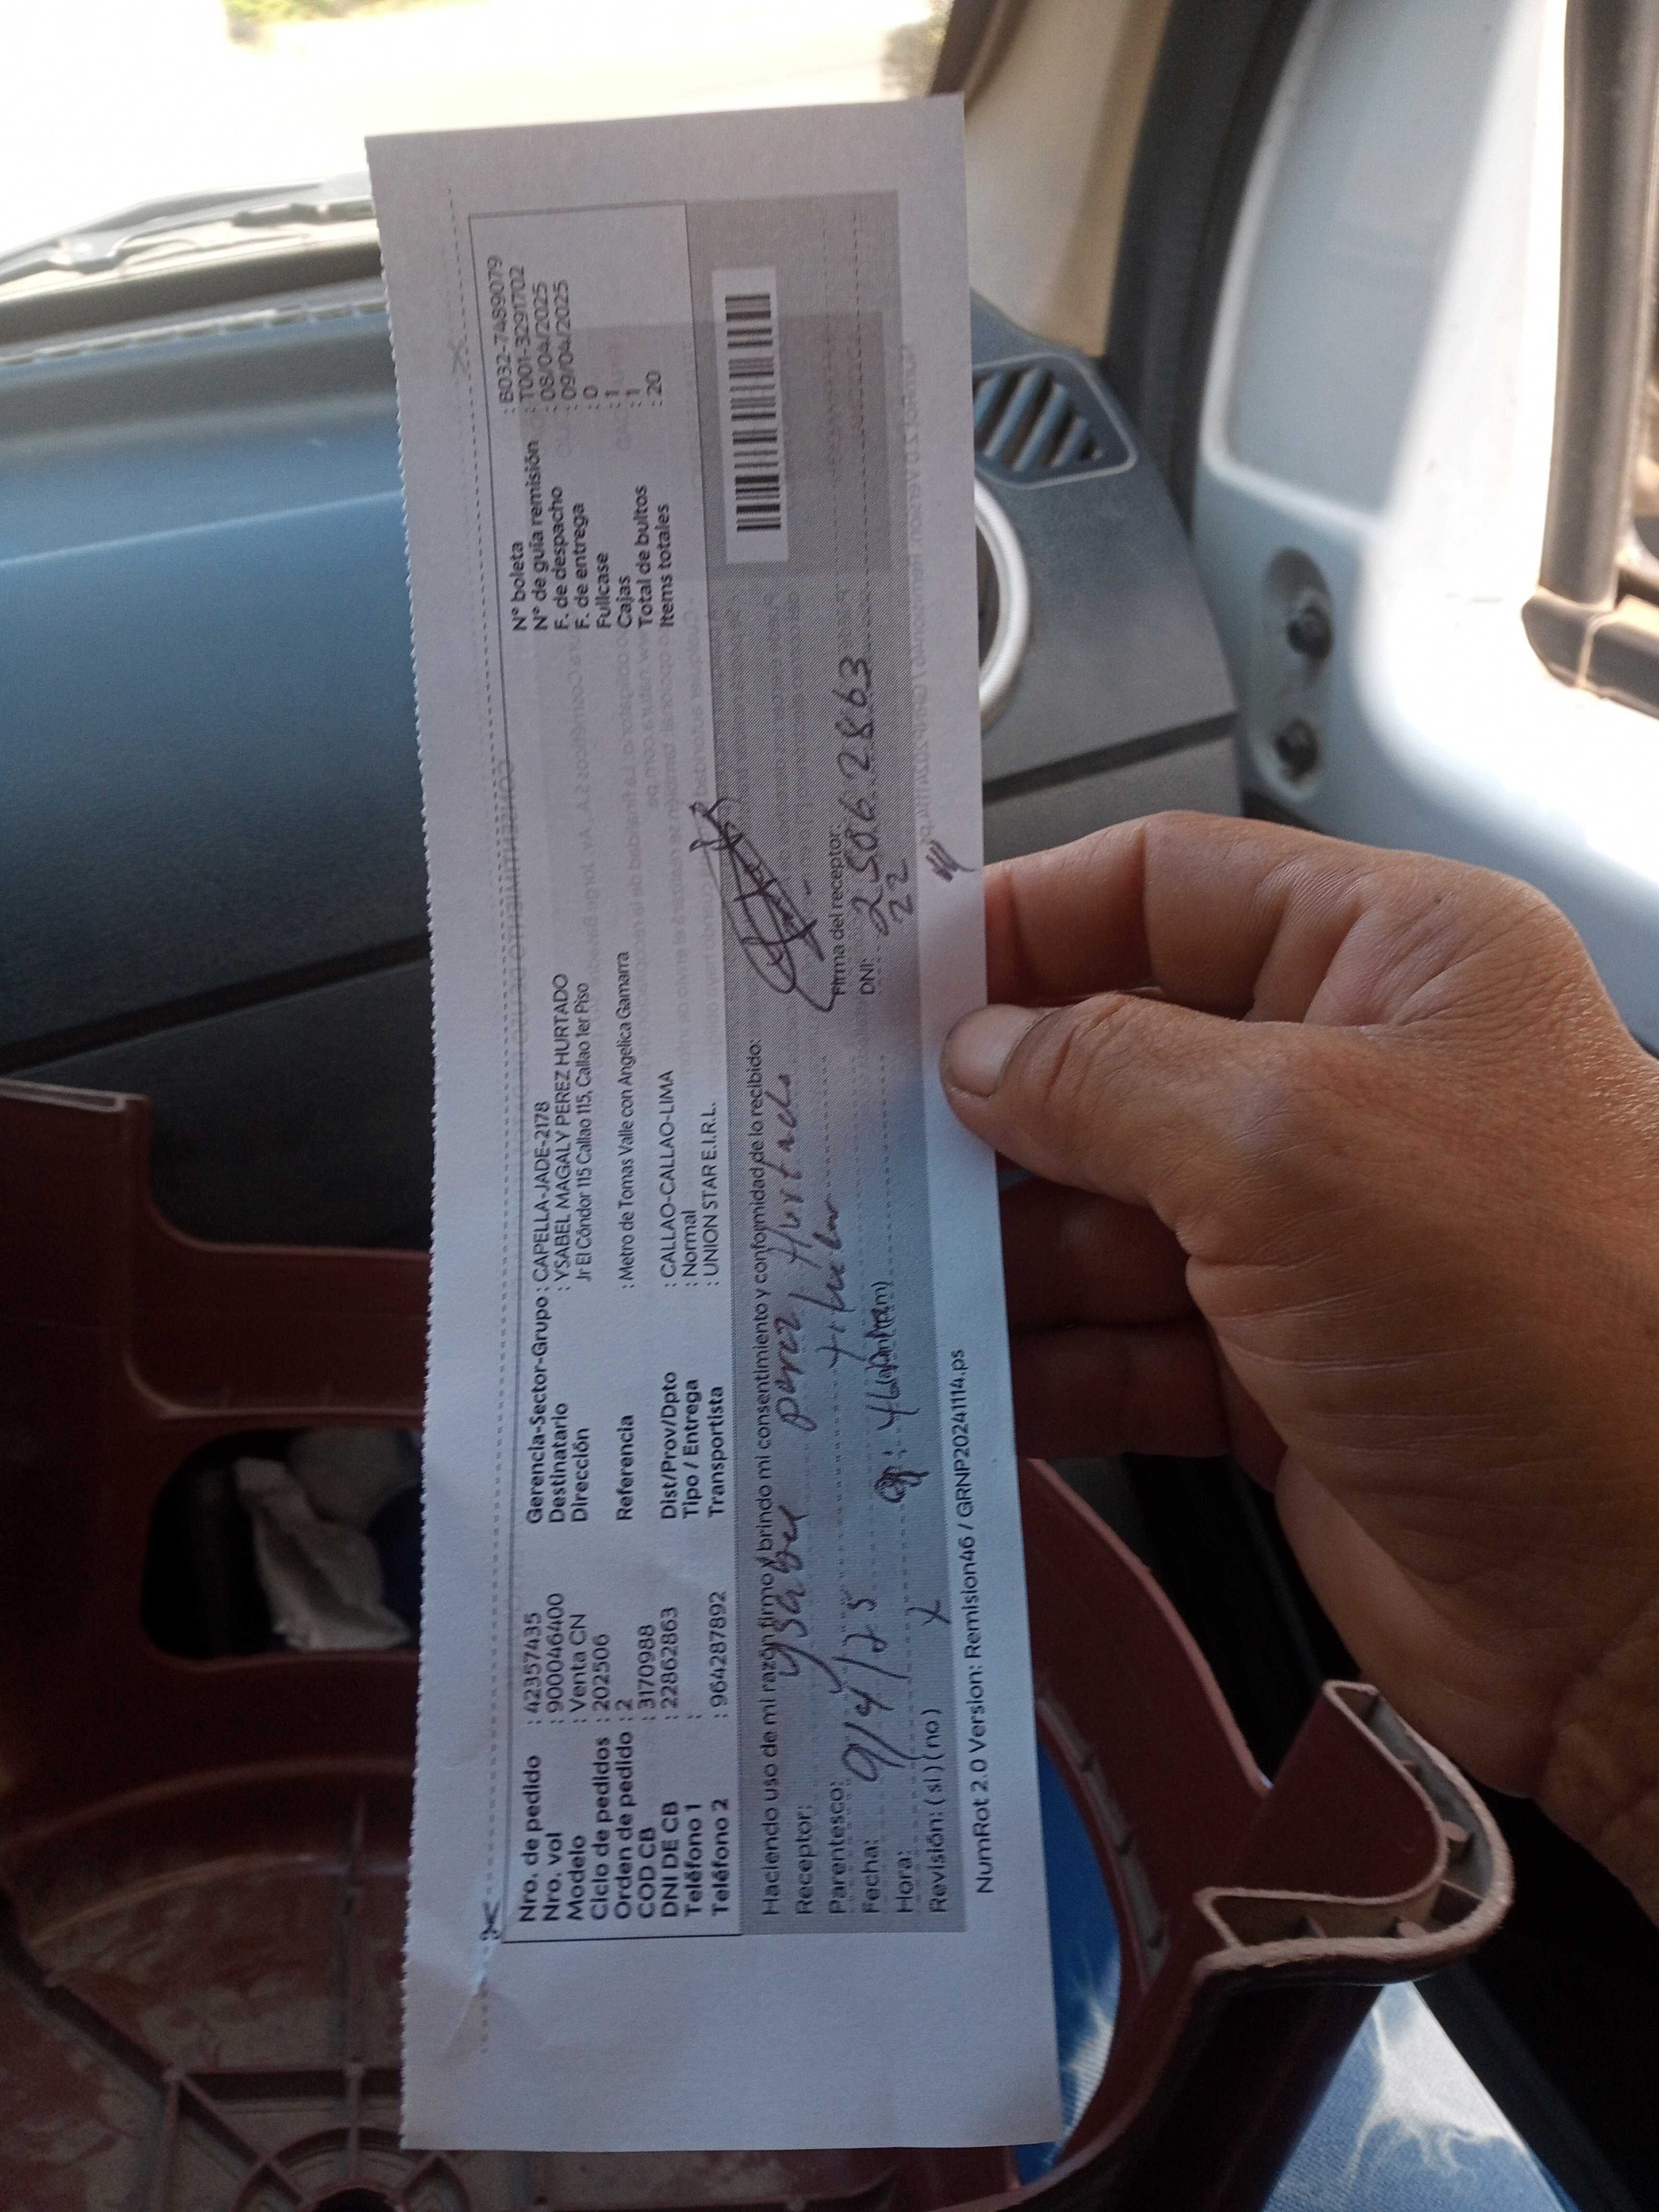 Nro. de pedido : 42357435
Nro. vol : 90046400
Modelo : Venta CN
Ciclo de pedidos : 202506
Orden de pedido : 2
COD CB : 3170988
DNI DE CB : 22862863
Teléfono 1 :
Teléfono 2 : 964287892
Gerencia-Sector-Grupo : CAPELLA-JADE-2178
Destinatario : YSABEL MAGALY PEREZ HURTADO
Dirección Jr El Cóndor 115 Callao 115, Callao 1er Piso
Referencia : Metro de Tomas Valle con Angelica Gamarra
Dist/Prov/Dpto : CALLAO-CALLAO-LIMA
Tipo / Entrega : Normal
Transportista : UNION STAR E.I.R.L.
N° boleta : B032-7489079
N° de guía remisión : T001-3291702
F. de despacho : 08/04/2025
F. de entrega : 09/04/2025
Fullcase : 0
Cajas : 1
Total de bultos : 1
Items totales : 20
Haciendo uso de mi razón firmo y brindo mi consentimiento y conformidad de lo recibido:
Receptor: Ysabel perez Hurtado
Parentesco: titular
Firma del receptor:
Fecha: 9/4/25
DNI:
22
Hora:
Revisión: ( si ) ( no ) x
NumRot 2.0 Version: Remision46 / GRNP20241114.ps